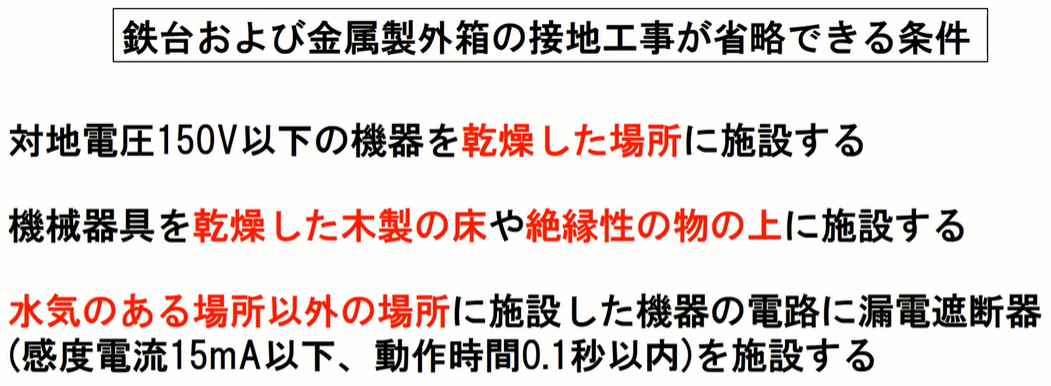 鉄台および金属製外箱の接地工事が省略できる条件
対地電圧150V以下の機器を乾燥した場所に施設する
機械器具を乾燥した木製の床や絶縁性の物の上に施設する
水気のある場所以外の場所に施設した機器の電路に漏電遮断器
(感度電流15mA以下、動作時間0.1秒以内)を施設する